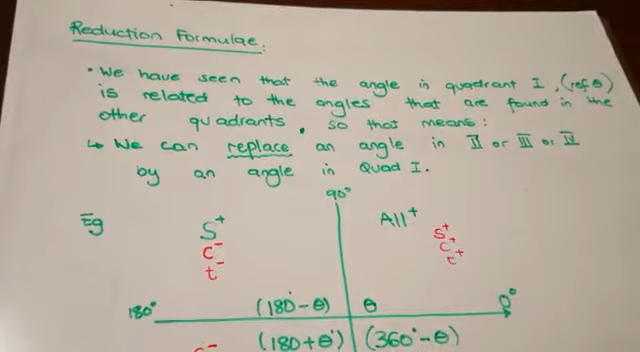 Reduction Formulae:
• We have seen that the angle in quadrant I, (ref θ)
is related to the angles that are found in the
other quadrants, so that means:
↳ We can replace an angle in II or III or IV
by an angle in Quad I.
90°
Eg
S⁺
C⁻
t⁻
All⁺
S⁺
C⁺
t⁺
180°
(180° - θ)
θ
0°
(180° + θ)
(360° - θ)